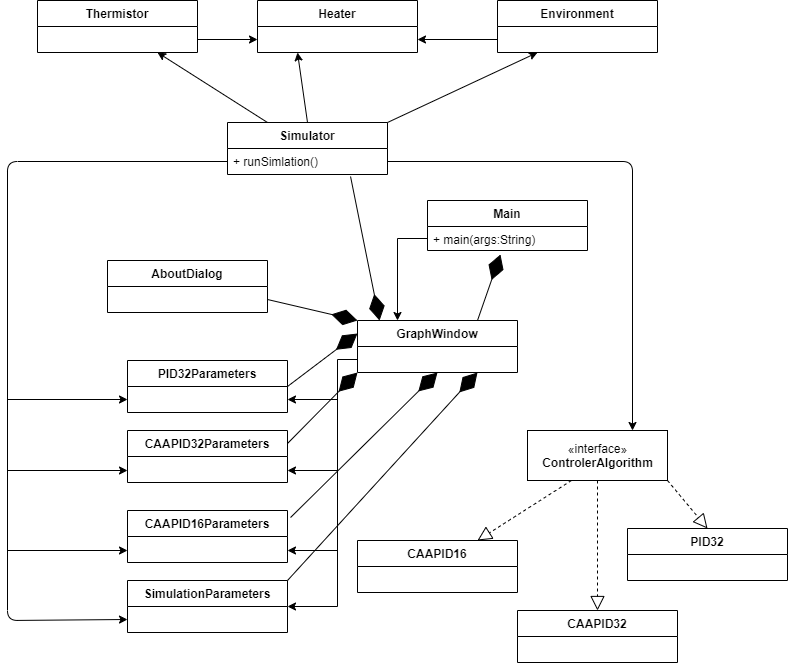 Thermistor
Heater
Environment
Simulator
+ runSimlation()
Main
+ main(args:String)
AboutDialog
GraphWindow
PID32Parameters
CAAPID32Parameters
«interface»
ControlerAlgorithm
CAAPID16Parameters
CAAPID16
PID32
SimulationParameters
CAAPID32